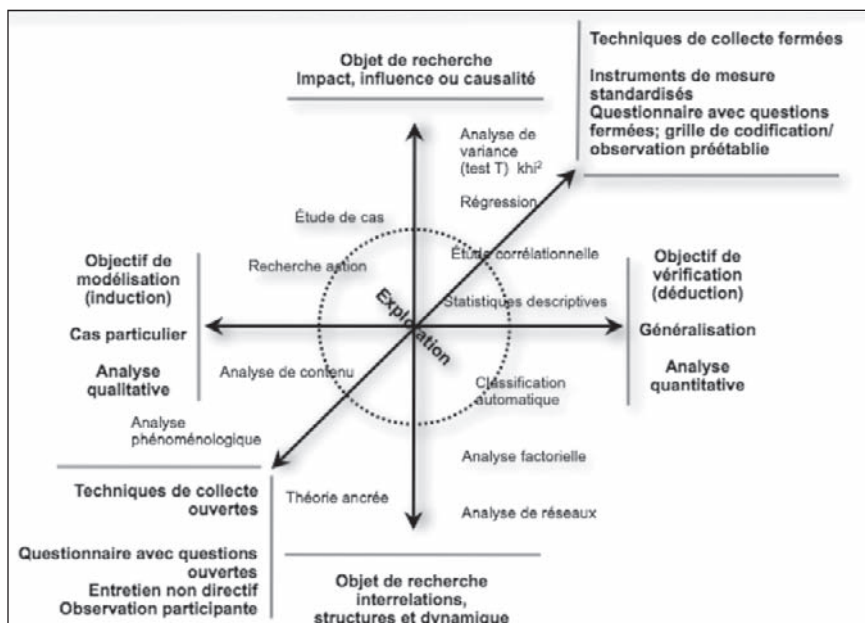 Objet de recherche
Impact, influence ou causalité
Techniques de collecte fermées
Instruments de mesure
standardisés
Questionnaire avec questions
fermées; grille de codification/
observation préétablie
Analyse de
variance
(test T) khi²
Régression
Étude de cas
Étude corrélationnelle
Recherche action
Statistiques descriptives
Exploration
Objectif de
modélisation
(induction)
Cas particulier
Analyse
qualitative
Objectif de
vérification
(déduction)
Généralisation
Analyse
quantitative
Analyse de contenu
Classification
automatique
Analyse
phénoménologique
Analyse factorielle
Théorie ancrée
Analyse de réseaux
Techniques de collecte
ouvertes
Questionnaire avec questions
ouvertes
Entretien non directif
Observation participante
Objet de recherche
interrelations,
structures et dynamique